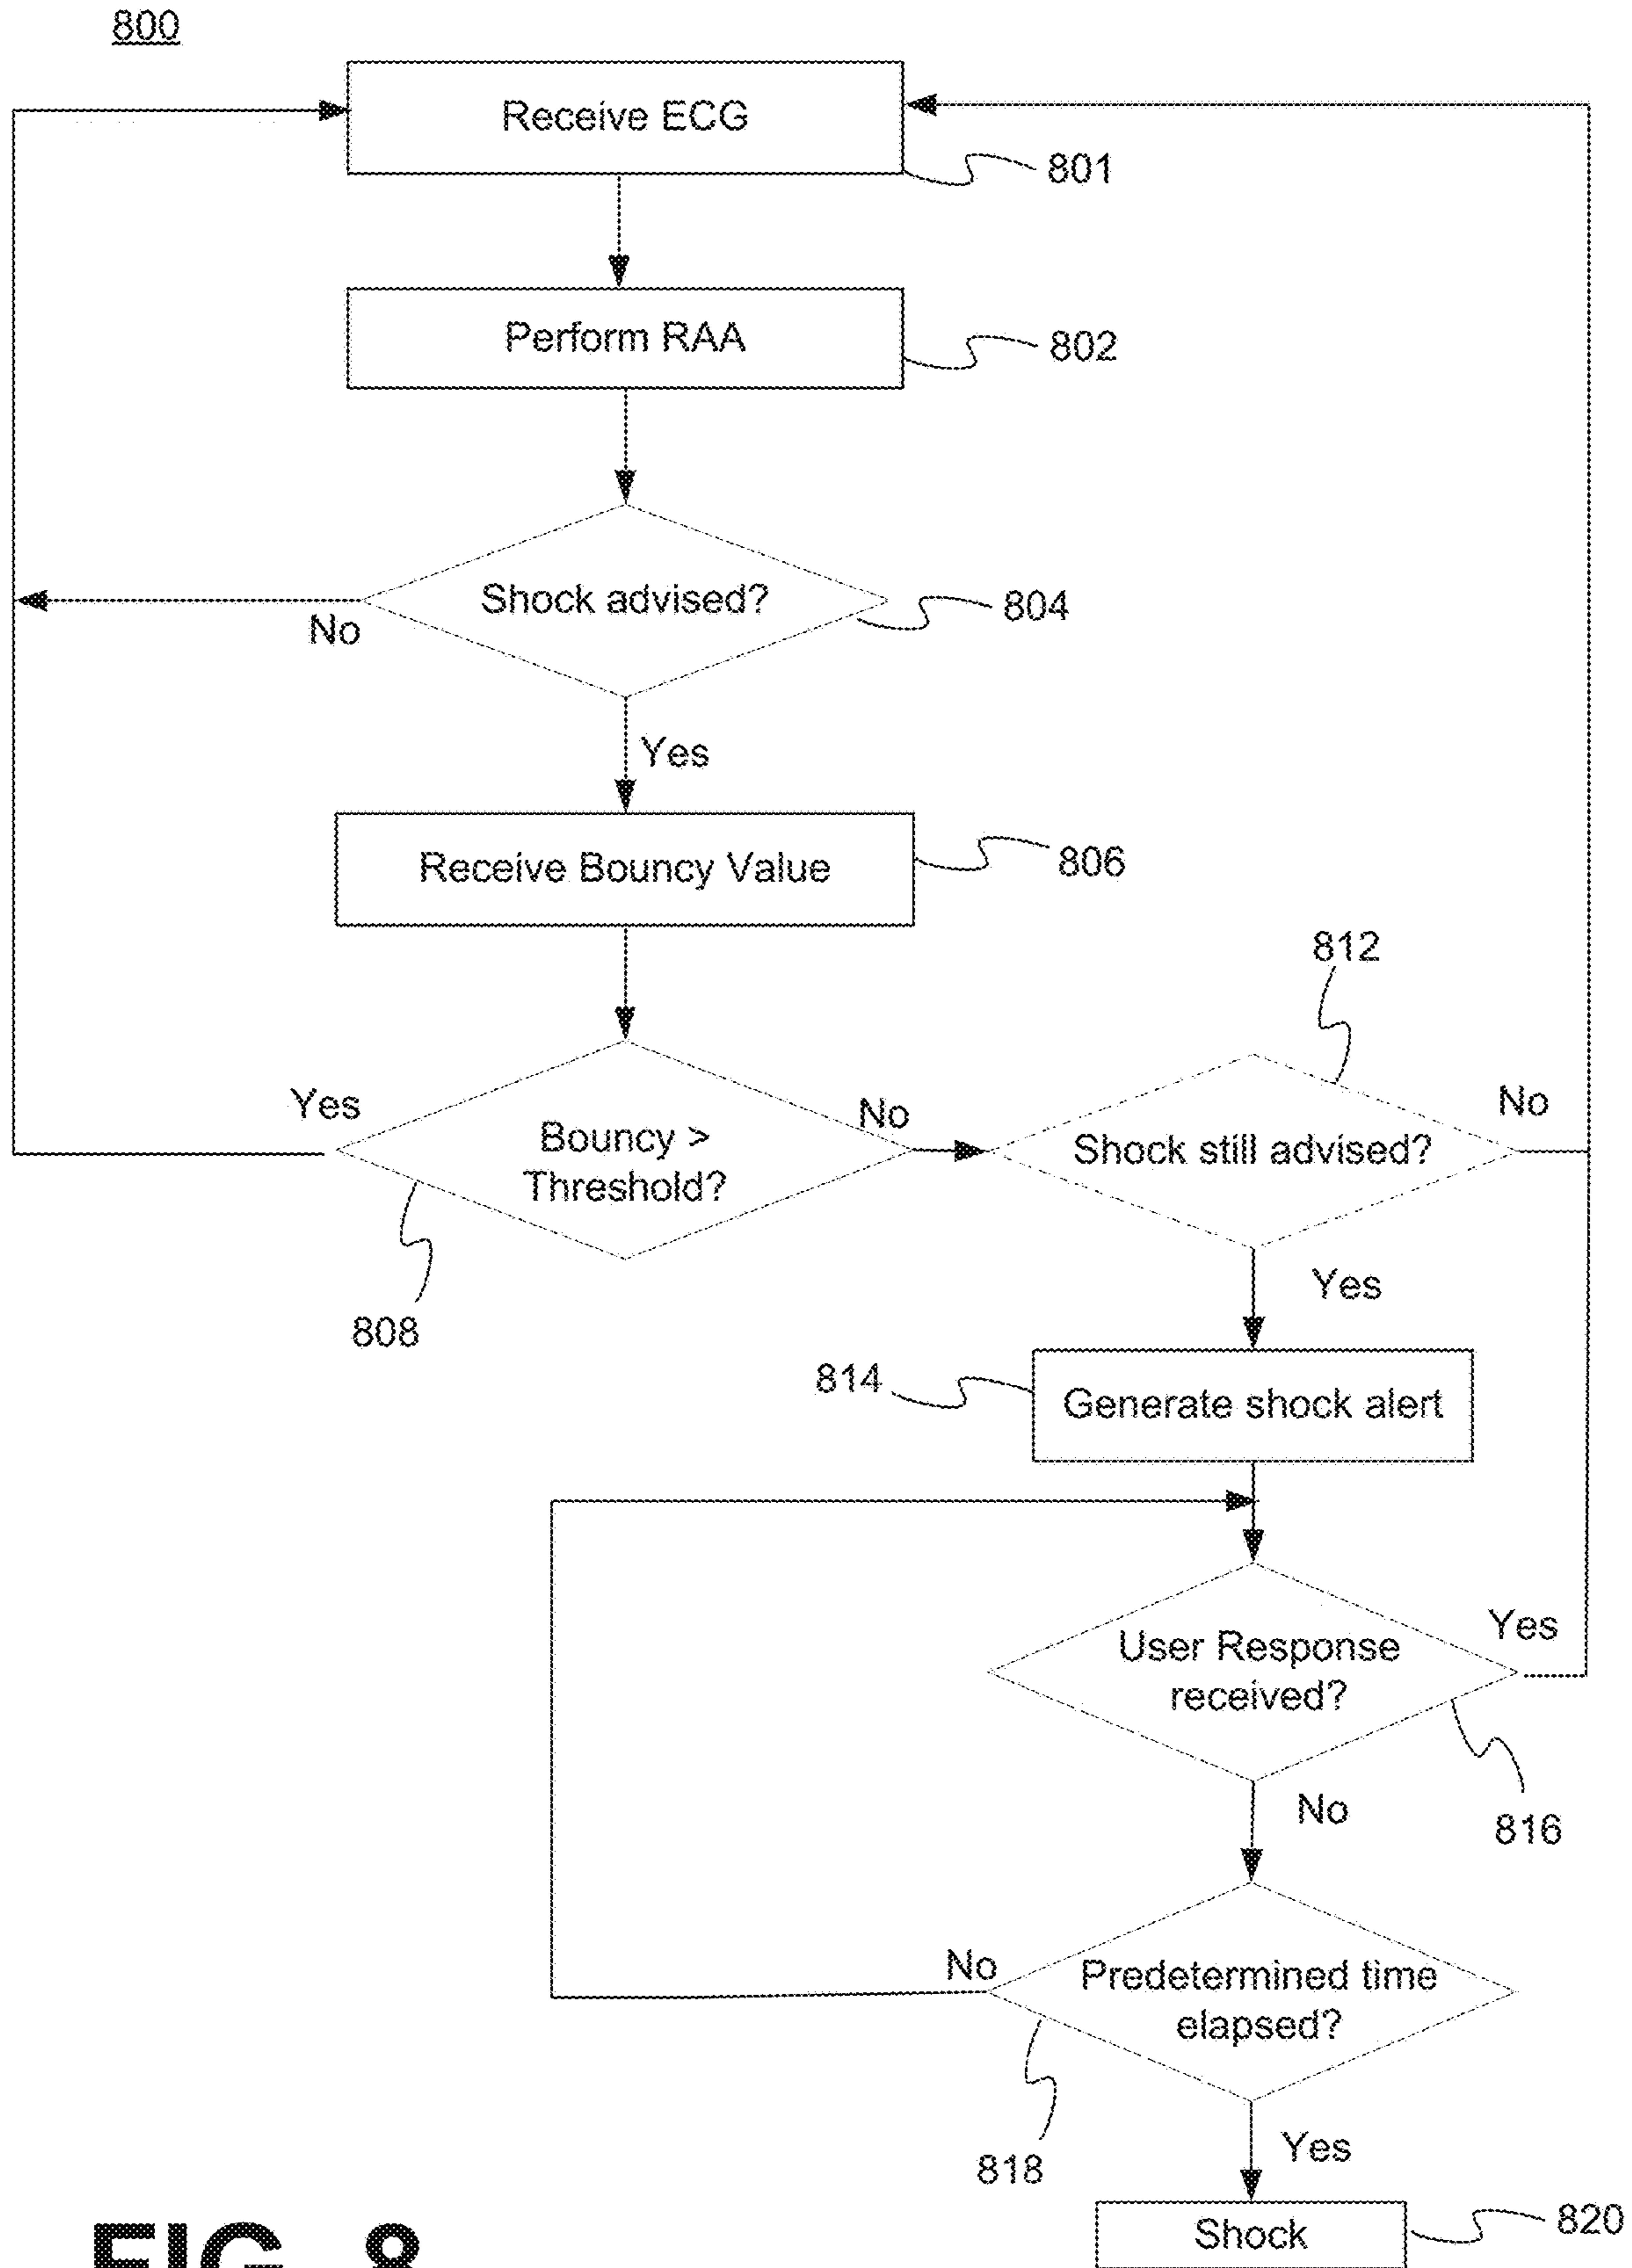 800
Receive ECG
801
Perform RAA
802
Shock advised?
804
No
Yes
Receive Bouncy Value
806
812
Yes
No
No
Bouncy >
Threshold?
Shock still advised?
808
Yes
814
Generate shock alert
User Response
received?
Yes
816
No
No
Predetermined time
elapsed?
818
Yes
Shock
820
FIG. 8